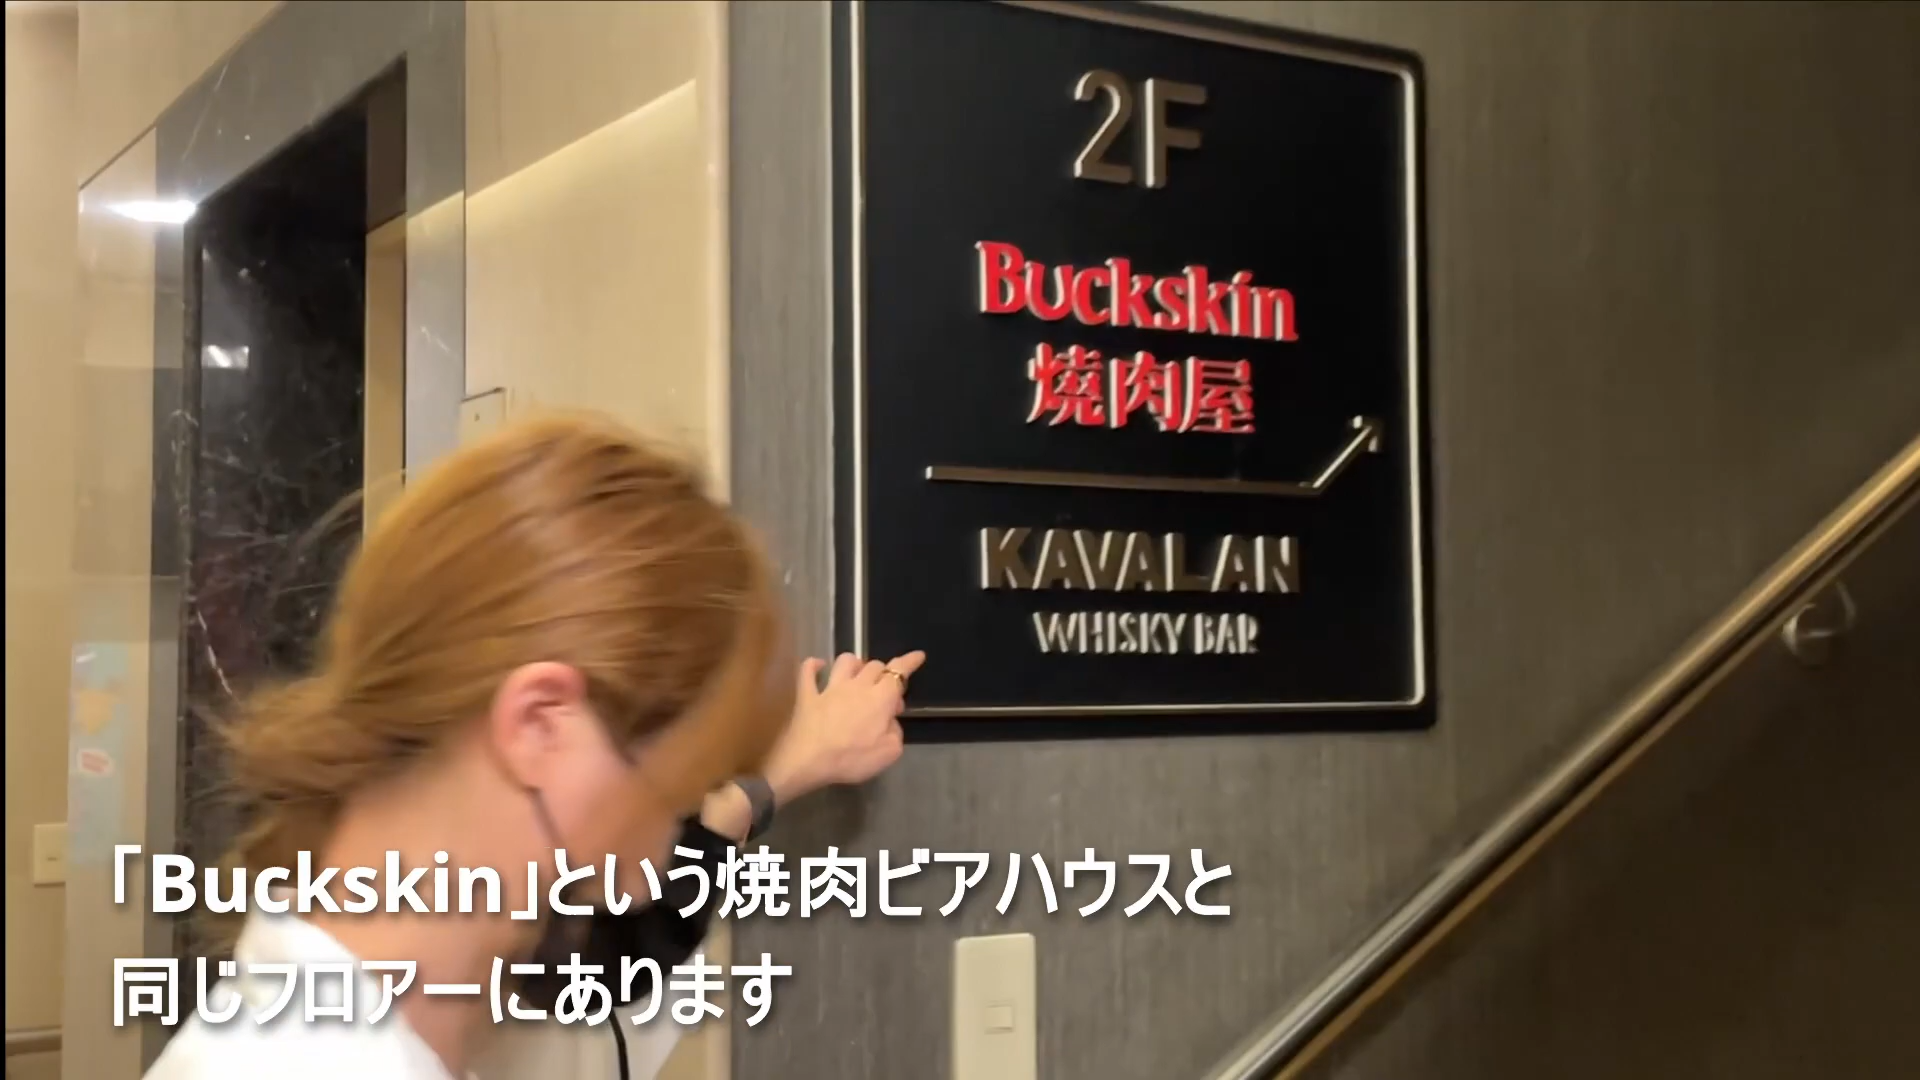 2F
Buckskin
燒肉屋
KAVALAN
WHISKY BAR
「Buckskin」という焼肉ビアハウスと
同じフロアーにあります